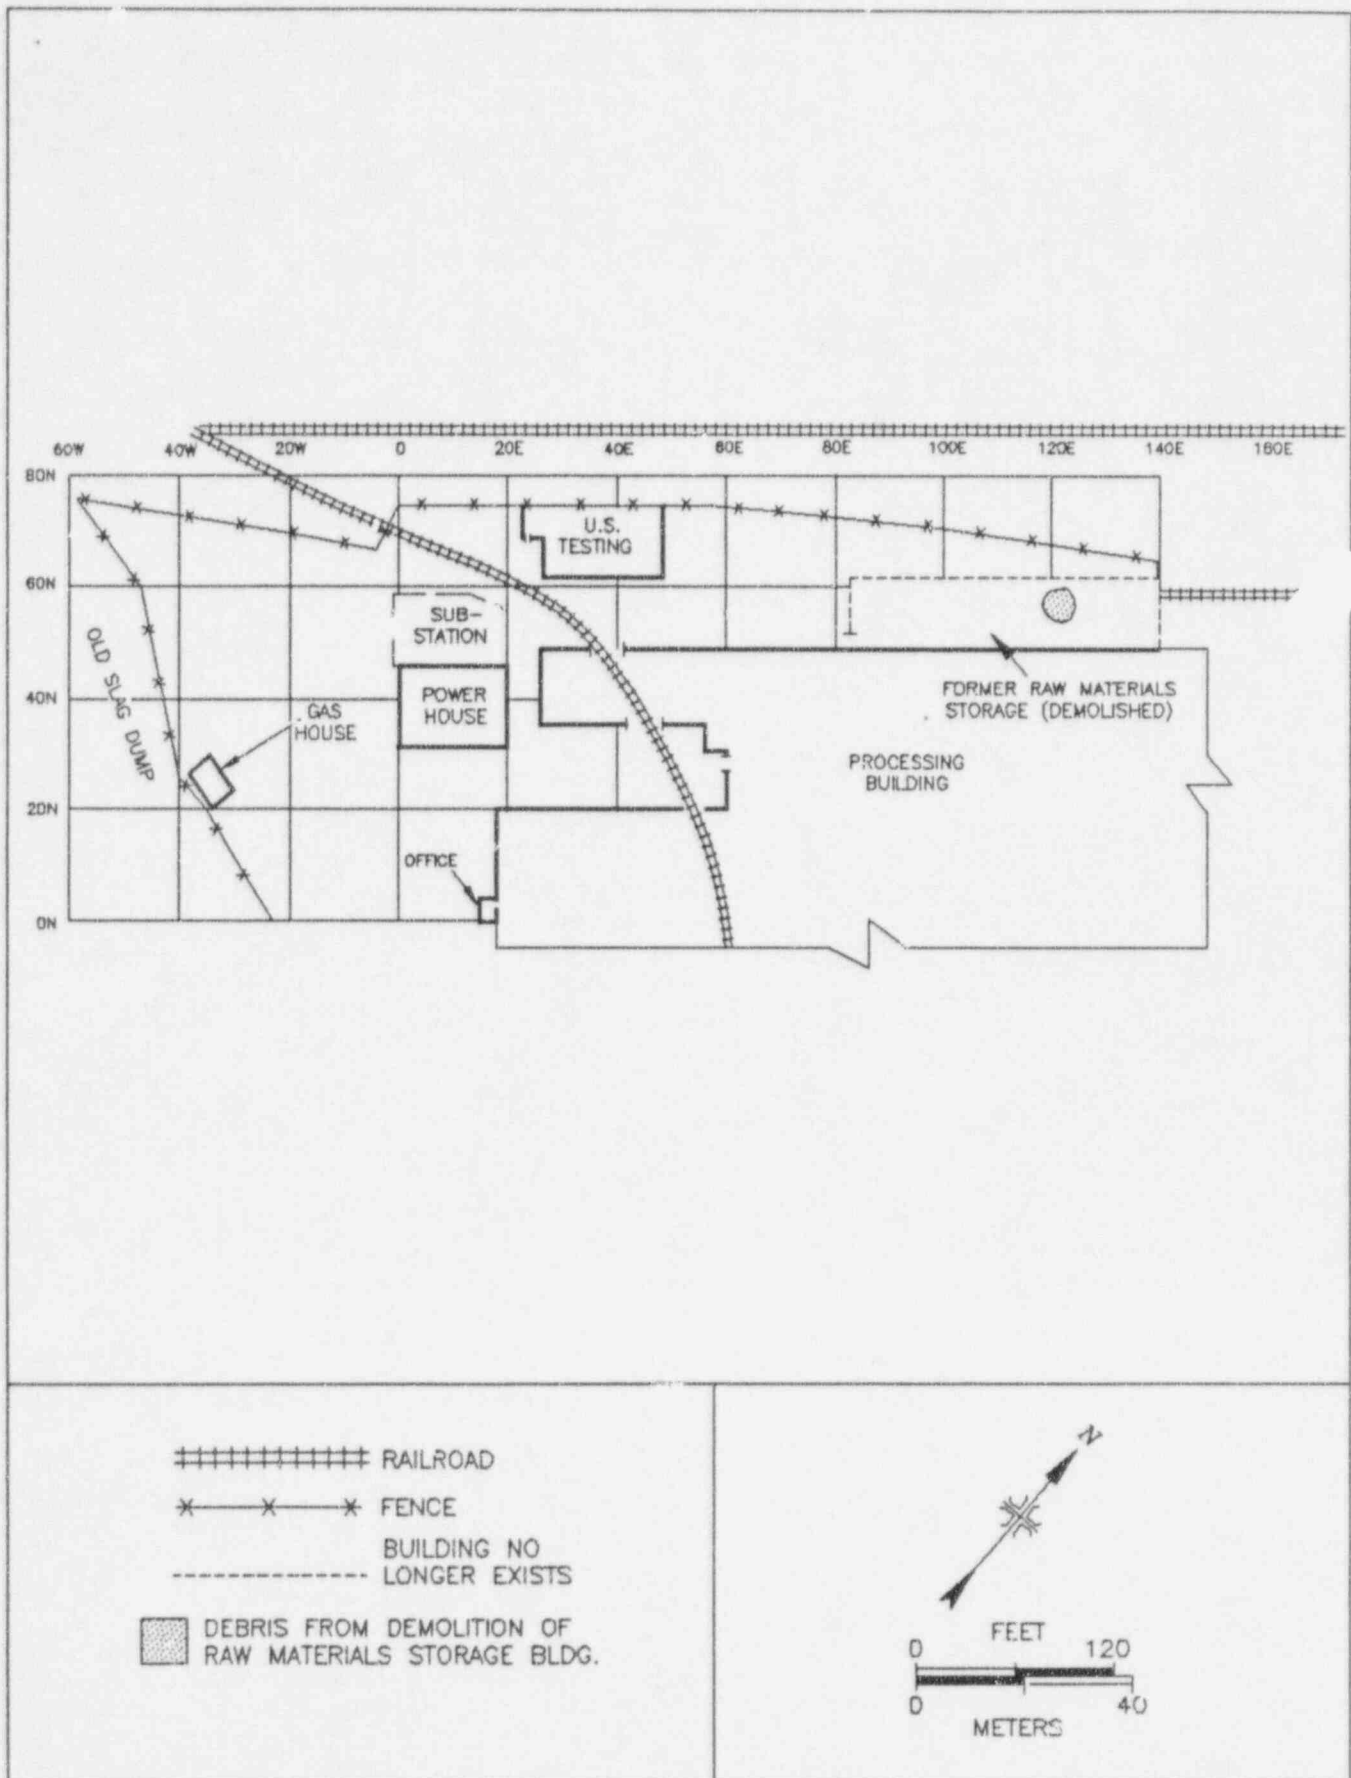 60W 40W 20W 0 20E 40E 60E 80E 100E 120E 140E 160E
80N
60N
40N
20N
0N
U.S.
TESTING
SUB-
STATION
POWER
HOUSE
OLD SLAG DUMP
GAS
HOUSE
OFFICE
FORMER RAW MATERIALS
STORAGE (DEMOLISHED)
PROCESSING
BUILDING
RAILROAD
FENCE
BUILDING NO
LONGER EXISTS
DEBRIS FROM DEMOLITION OF
RAW MATERIALS STORAGE BLDG.
N
FEET
0 120
0 40
METERS